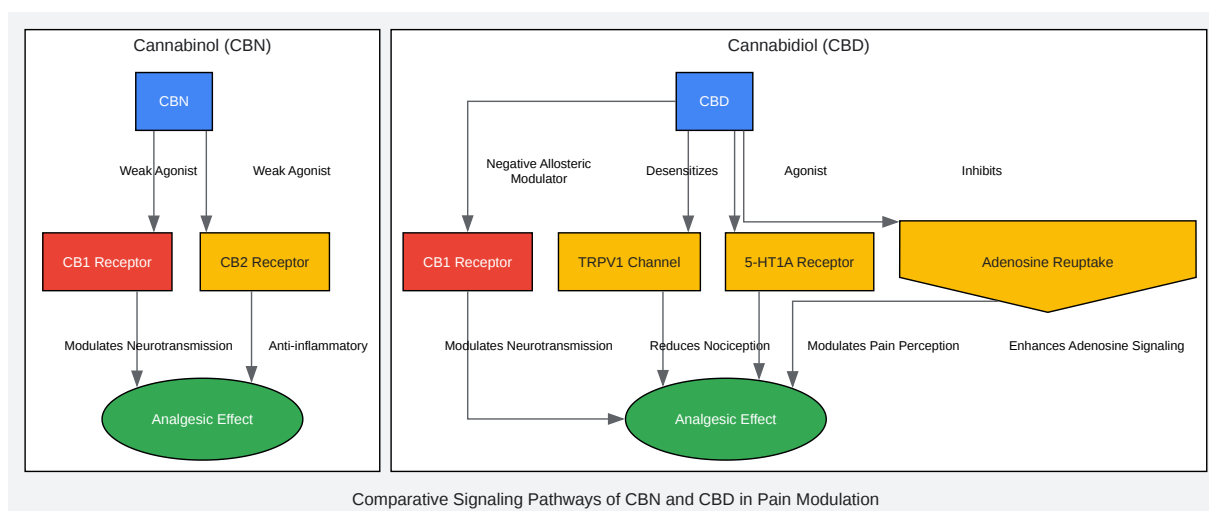 Cannabinol (CBN)
CBN
Weak Agonist
Weak Agonist
CB1 Receptor
CB2 Receptor
Modulates Neurotransmission
Anti-inflammatory
Analgesic Effect
Cannabidiol (CBD)
CBD
Negative Allosteric
Modulator
Desensitizes
Agonist
Inhibits
CB1 Receptor
TRPV1 Channel
5-HT1A Receptor
Adenosine Reuptake
Modulates Neurotransmission
Reduces Nociception
Modulates Pain Perception
Enhances Adenosine Signaling
Analgesic Effect
Comparative Signaling Pathways of CBN and CBD in Pain Modulation